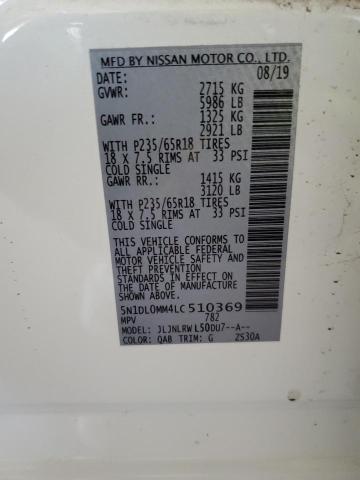 MFD BY NISSAN MOTOR CO., LTD.
DATE: 08/19
GVWR: 2715 KG
5986 LB
GAWR FR.: 1325 KG
2921 LB
WITH P235/65R18 TIRES
18 X 7.5 RIMS AT 33 PSI
COLD SINGLE
GAWR RR.: 1415 KG
3120 LB
WITH P235/65R18 TIRES
18 X 7.5 RIMS AT 33 PSI
COLD SINGLE
THIS VEHICLE CONFORMS TO
ALL APPLICABLE FEDERAL
MOTOR VEHICLE SAFETY AND
THEFT PREVENTION STANDARDS
IN EFFECT ON THE DATE OF
MANUFACTURE SHOWN ABOVE.
5N1DL0MM4LC510369
MPV 782
MODEL: JLJNLRWL50DU7--A--
COLOR: QAB TRIM: G ZS30A